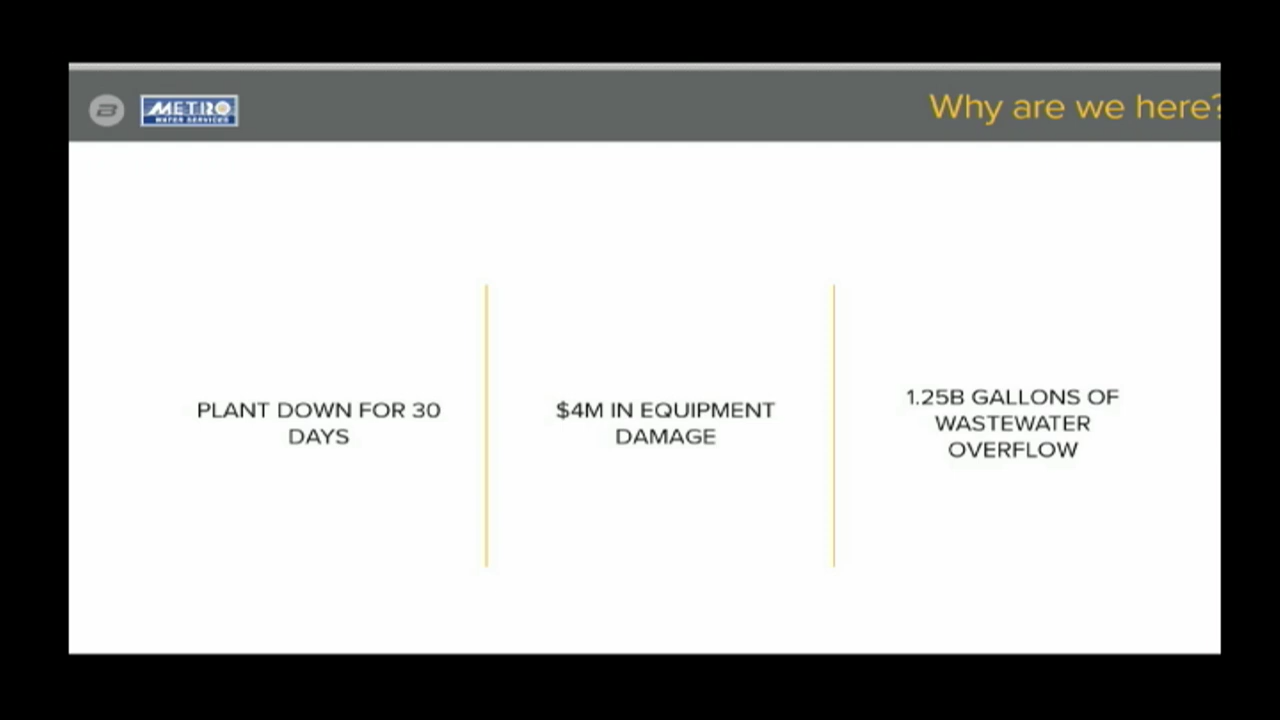 B
METRO
WATER SERVICES
Why are we here?
PLANT DOWN FOR 30
DAYS
$4M IN EQUIPMENT
DAMAGE
1.25B GALLONS OF
WASTEWATER
OVERFLOW